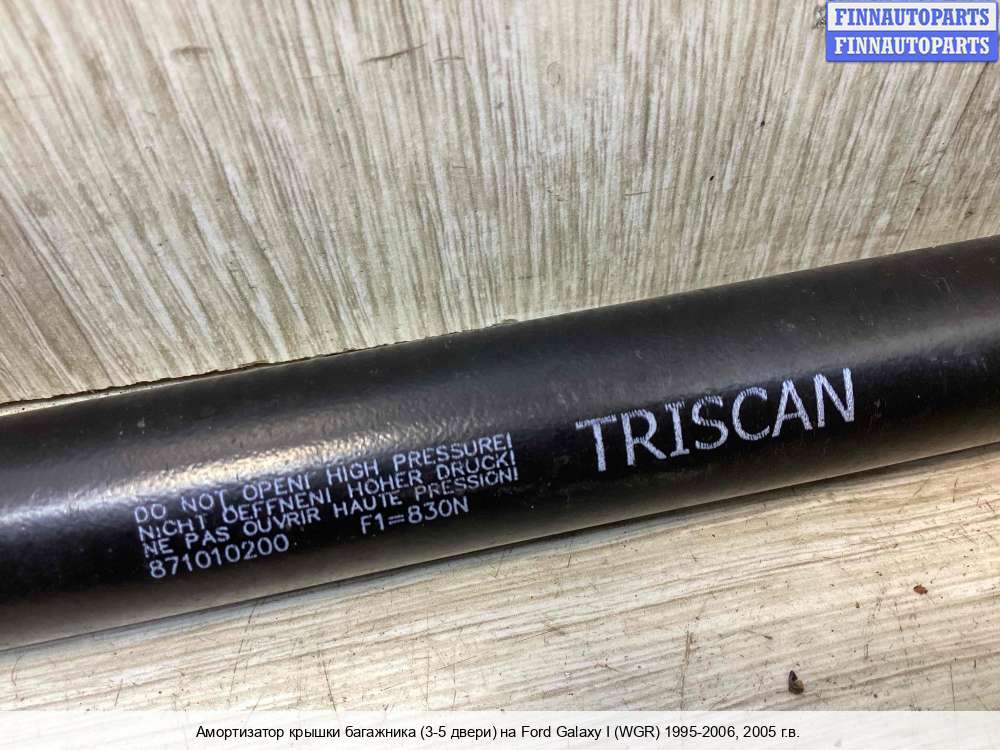 FINNAUTOPARTS
FINNAUTOPARTS
TRISCAN
DO NOT OPEN! HIGH PRESSURE!
NICHT OEFFNEN! HOHER DRUCK!
NE PAS OUVRIR HAUTE PRESSION!
871010200 F1=830N
Амортизатор крышки багажника (3-5 двери) на Ford Galaxy I (WGR) 1995-2006, 2005 г.в.